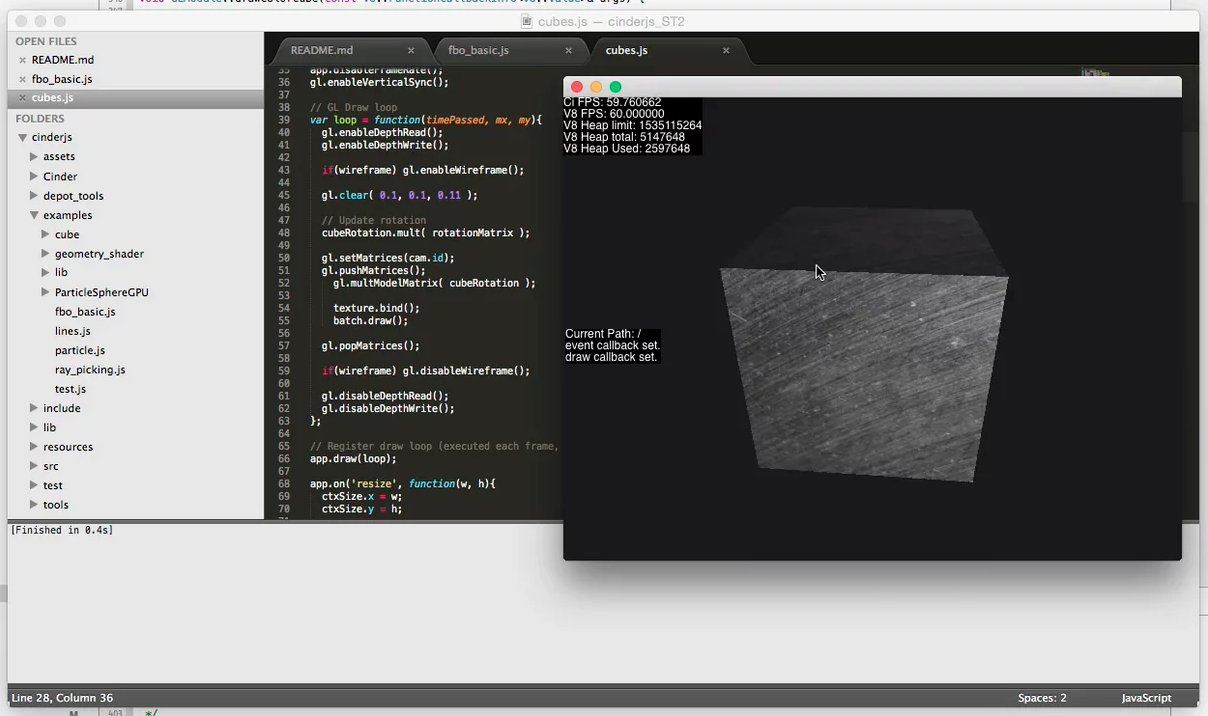 cubes.js — cinderjs_ST2
OPEN FILES
README.md
fbo_basic.js
cubes.js
FOLDERS
cinderjs
assets
Cinder
depot_tools
examples
cube
geometry_shader
lib
ParticleSphereGPU
fbo_basic.js
lines.js
particle.js
ray_picking.js
test.js
include
lib
resources
src
test
tools
README.md
fbo_basic.js
cubes.js
35 app.disableFrameRate();
36 gl.enableVerticalSync();
37
38 // GL Draw loop
39 var loop = function(timePassed, mx, my){
40 gl.enableDepthRead();
41 gl.enableDepthWrite();
42
43 if(wireframe) gl.enableWireframe();
44
45 gl.clear( 0.1, 0.1, 0.11 );
46
47 // Update rotation
48 cubeRotation.mult( rotationMatrix );
49
50 gl.setMatrices(cam.id);
51 gl.pushMatrices();
52 gl.multModelMatrix( cubeRotation );
53
54 texture.bind();
55 batch.draw();
56
57 gl.popMatrices();
58
59 if(wireframe) gl.disableWireframe();
60
61 gl.disableDepthRead();
62 gl.disableDepthWrite();
63 };
64
65 // Register draw loop (executed each frame,
66 app.draw(loop);
67
68 app.on('resize', function(w, h){
69 ctxSize.x = w;
70 ctxSize.y = h;
Ci FPS: 59.760662
V8 FPS: 60.000000
V8 Heap limit: 1535115264
V8 Heap total: 5147648
V8 Heap Used: 2597648
Current Path: /
event callback set.
draw callback set.
[Finished in 0.4s]
Line 28, Column 36
Spaces: 2
JavaScript
403 */